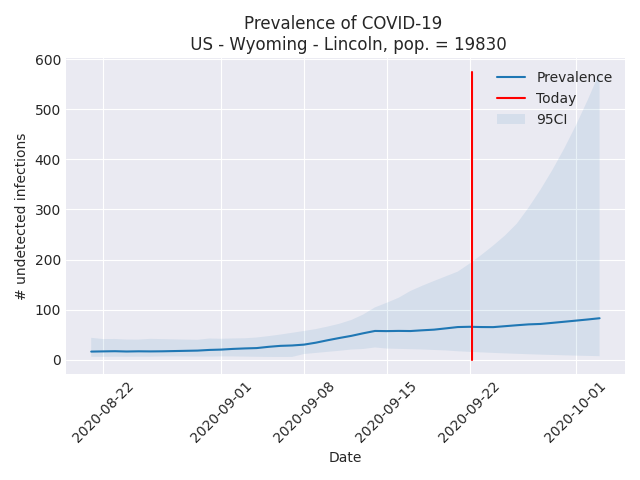 Prevalence of COVID-19
US - Wyoming - Lincoln, pop. = 19830
600
500
400
300
200
100
0
# undetected infections
Prevalence
Today
95CI
2020-08-22
2020-09-01
2020-09-08
2020-09-15
2020-09-22
2020-10-01
Date